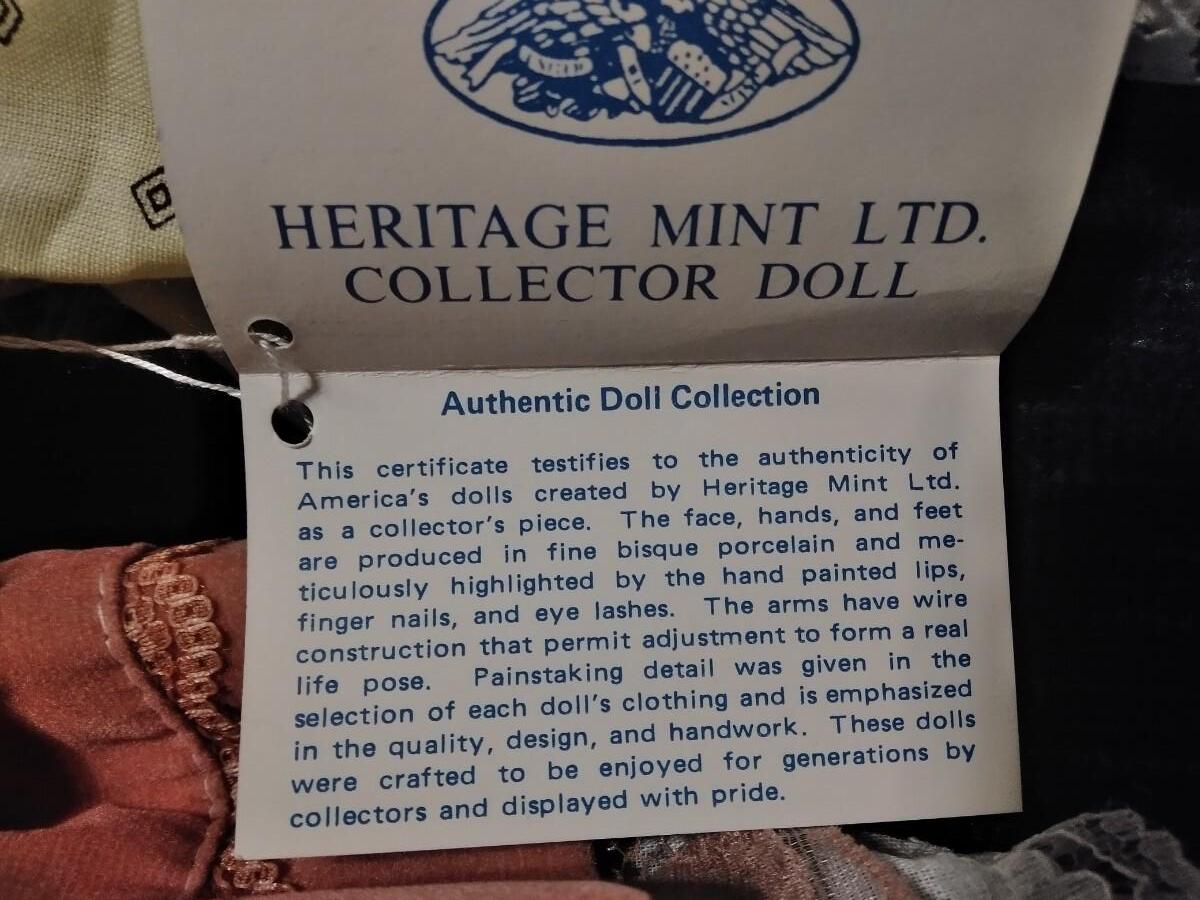 HERITAGE MINT LTD.
COLLECTOR DOLL
Authentic Doll Collection
This certificate testifies to the authenticity of
America's dolls created by Heritage Mint Ltd.
as a collector's piece. The face, hands, and feet
are produced in fine bisque porcelain and me-
ticulously highlighted by the hand painted lips,
finger nails, and eye lashes. The arms have wire
construction that permit adjustment to form a real
life pose. Painstaking detail was given in the
selection of each doll's clothing and is emphasized
in the quality, design, and handwork. These dolls
were crafted to be enjoyed for generations by
collectors and displayed with pride.